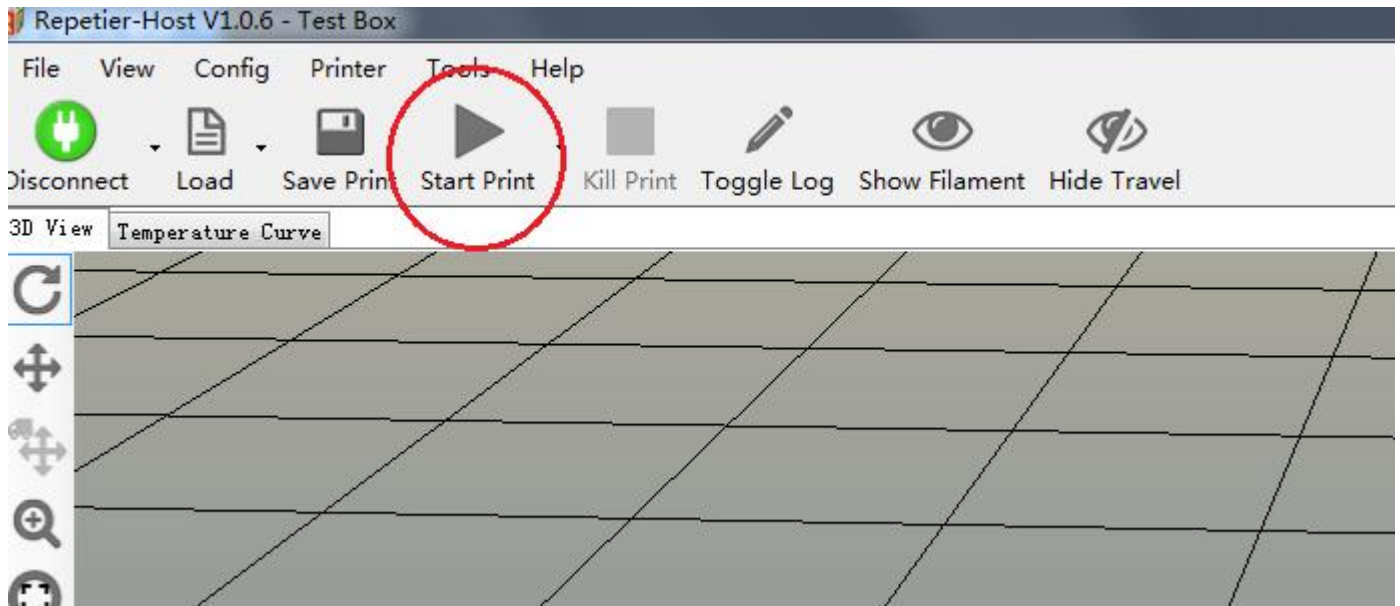 Repetier-Host V1.0.6 - Test Box
File View Config Printer Tools Help
Disconnect Load Save Print Start Print Kill Print Toggle Log Show Filament Hide Travel
3D View Temperature Curve